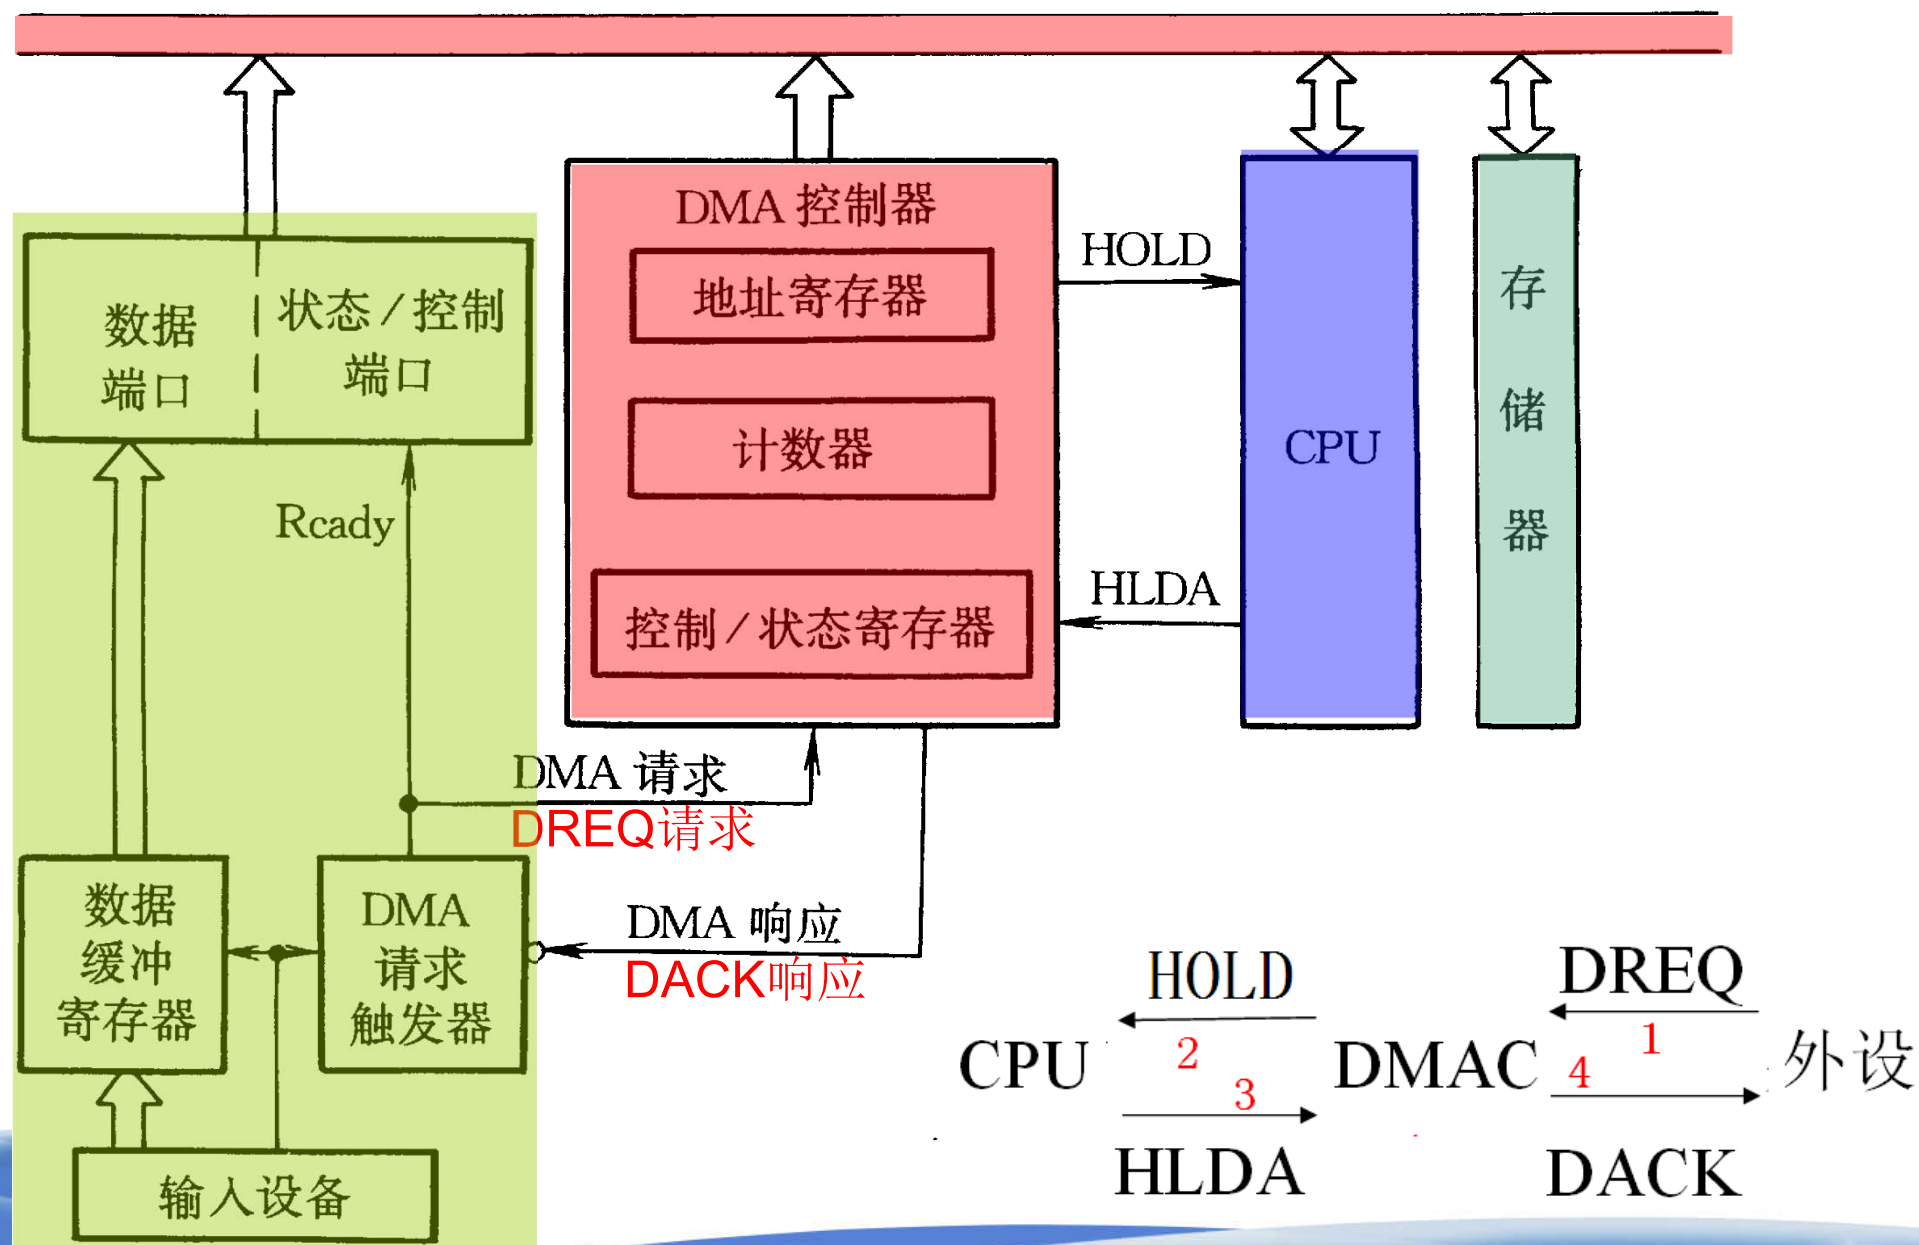 DMA 控制器
地址寄存器
计数器
控制/状态寄存器
HOLD
HLDA
CPU
存
储
器
数据
端口
状态/控制
端口
Rcady
DMA 请求
DREQ请求
DMA 响应
DACK响应
数据
缓冲
寄存器
DMA
请求
触发器
输入设备
HOLD
DREQ
2
1
CPU
DMAC
外设
3
4
HLDA
DACK